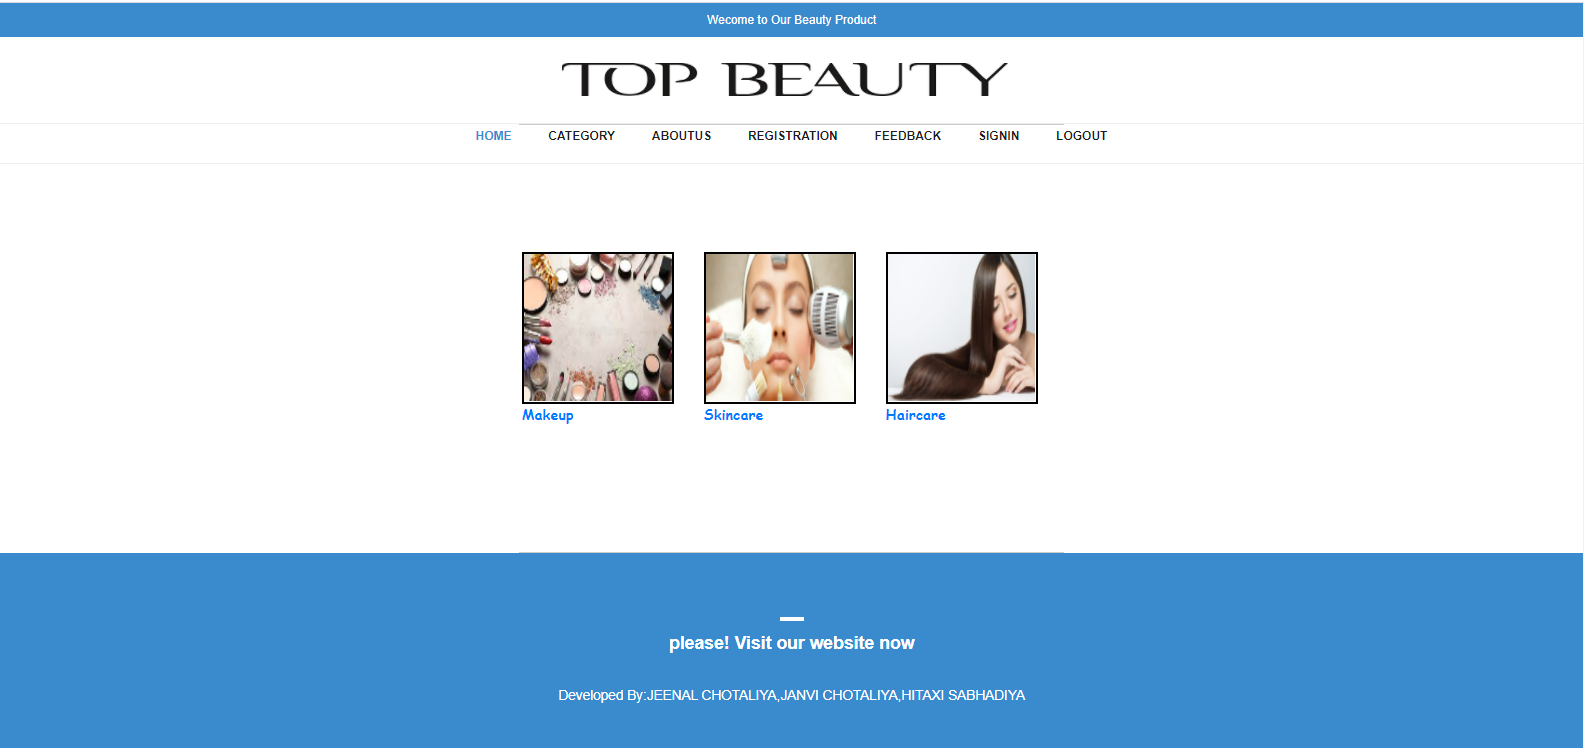 Wecome to Our Beauty Product
TOP BEAUTY
HOME CATEGORY ABOUTUS REGISTRATION FEEDBACK SIGNIN LOGOUT
Makeup Skincare Haircare
please! Visit our website now
Developed By:JEENAL CHOTALIYA,JANVI CHOTALIYA,HITAXI SABHADIYA